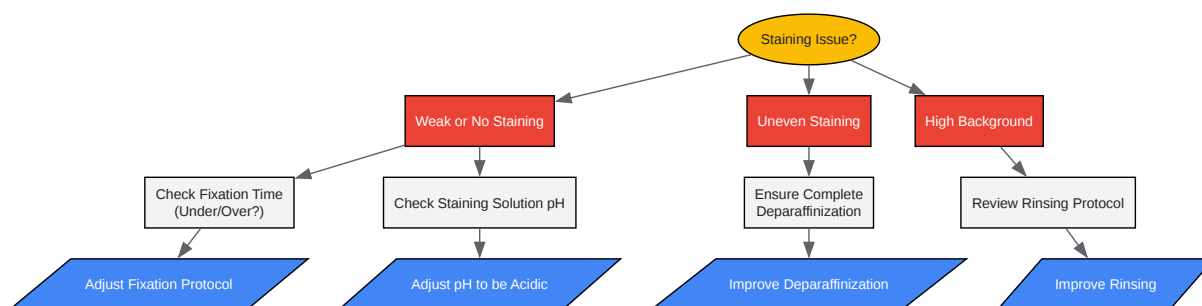 Staining Issue?
Weak or No Staining
Uneven Staining
High Background
Check Fixation Time
(Under/Over?)
Check Staining Solution pH
Ensure Complete
Deparaffinization
Review Rinsing Protocol
Adjust Fixation Protocol
Adjust pH to be Acidic
Improve Deparaffinization
Improve Rinsing